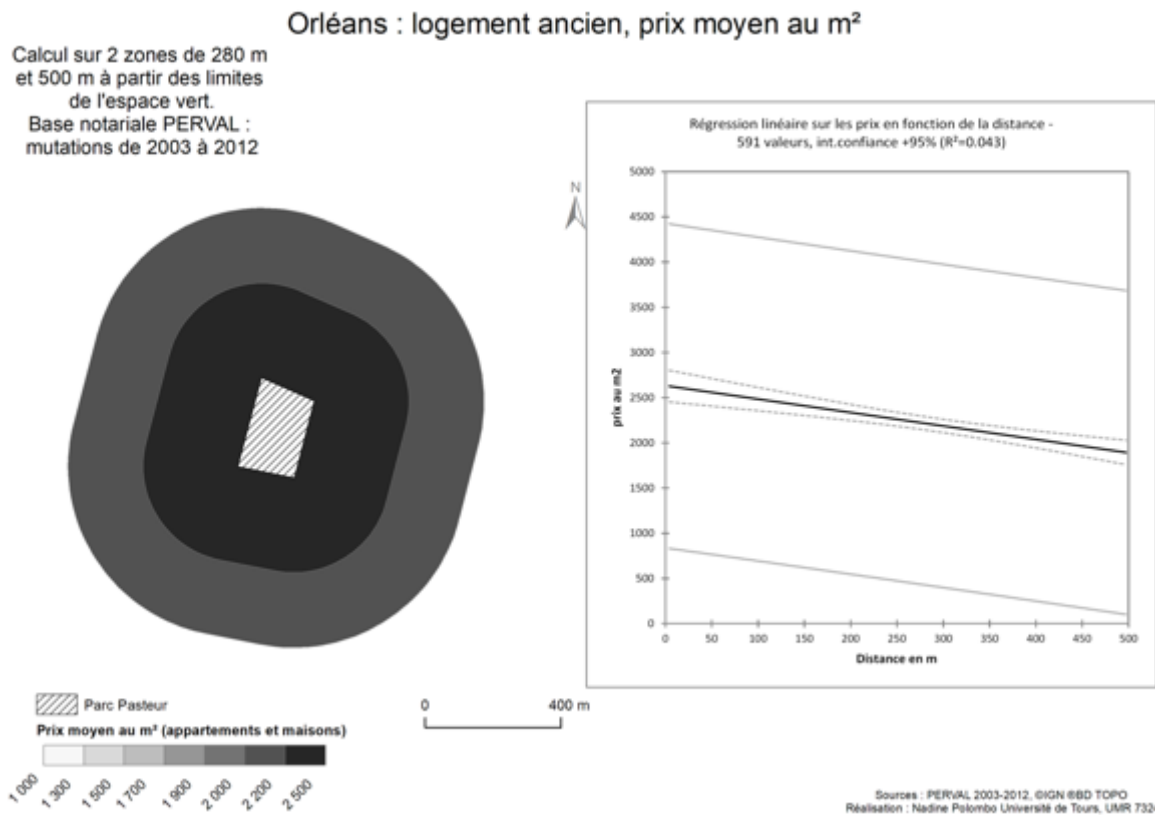 Orléans : logement ancien, prix moyen au m²
Calcul sur 2 zones de 280 m
et 500 m à partir des limites
de l'espace vert.
Base notariale PERVAL :
mutations de 2003 à 2012
N
Régression linéaire sur les prix en fonction de la distance -
591 valeurs, int.confiance +95% (R²=0.043)
5000
4500
4000
3500
3000
2500
2000
1500
1000
500
0
prix au m2
0 50 100 150 200 250 300 350 400 450 500
Distance en m
Parc Pasteur
0 400 m
Prix moyen au m² (appartements et maisons)
1 000 1 300 1 500 1 700 1 900 2 000 2 200 2 500
Sources : PERVAL 2003-2012, ©IGN ®BD TOPO
Réalisation : Nadine Polombo Université de Tours, UMR